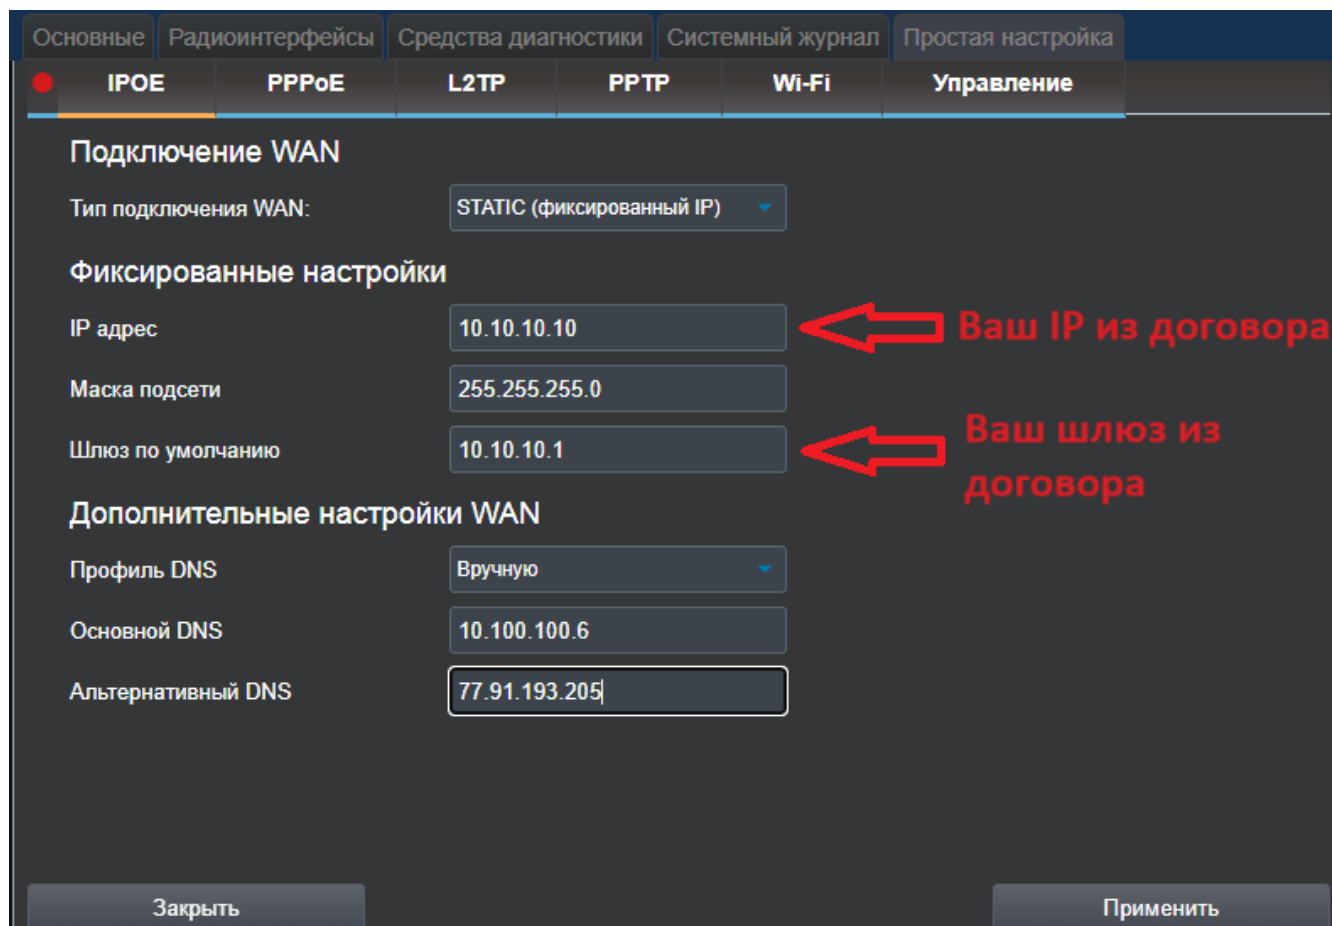 Основные Радиоинтерфейсы Средства диагностики Системный журнал Простая настройка
IPOE PPPoE L2TP PPTP Wi-Fi Управление
Подключение WAN
Тип подключения WAN: STATIC (фиксированный IP)
Фиксированные настройки
IP адрес 10.10.10.10 Ваш IP из договора
Маска подсети 255.255.255.0
Шлюз по умолчанию 10.10.10.1 Ваш шлюз из
договора
Дополнительные настройки WAN
Профиль DNS Вручную
Основной DNS 10.100.100.6
Альтернативный DNS 77.91.193.205
Закрыть Применить